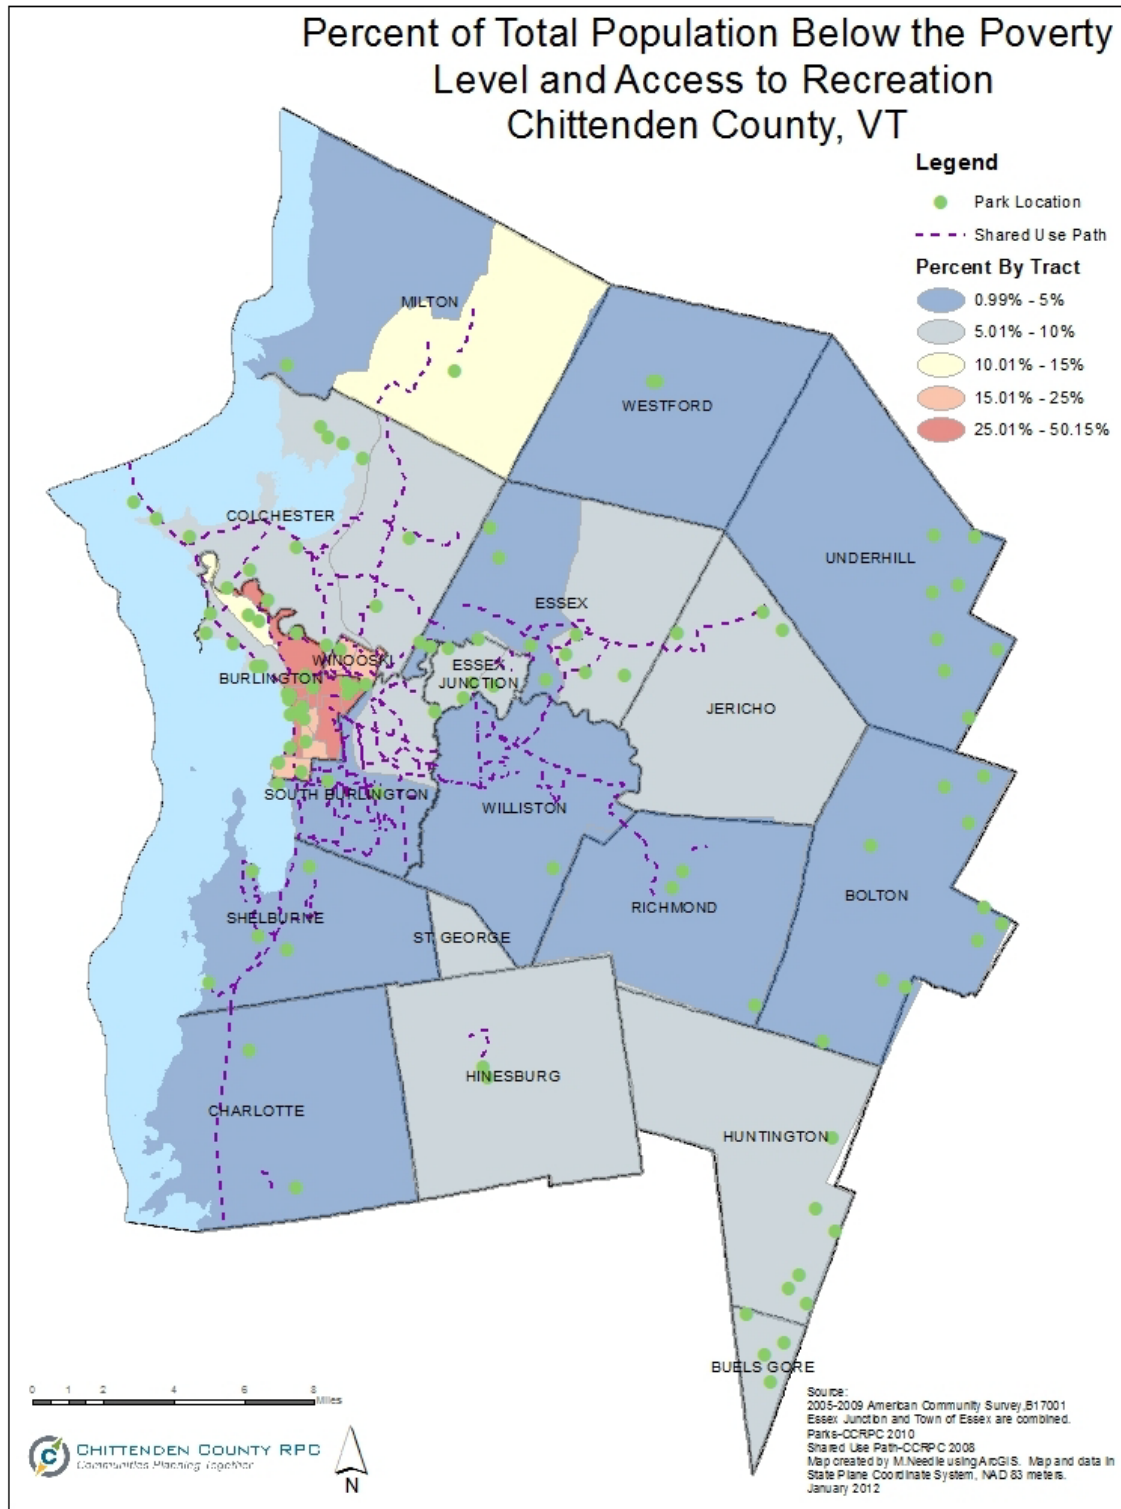 Percent of Total Population Below the Poverty
Level and Access to Recreation
Chittenden County, VT
Legend
Park Location
Shared Use Path
Percent By Tract
0.99% - 5%
5.01% - 10%
10.01% - 15%
15.01% - 25%
25.01% - 50.15%
MILTON
WESTFORD
COLCHESTER
UNDERHILL
ESSEX
WINOOSKI
ESSEX
JUNCTION
BURLINGTON
JERICHO
SOUTH BURLINGTON
WILLISTON
BOLTON
RICHMOND
SHELBURNE
ST. GEORGE
HINESBURG
CHARLOTTE
HUNTINGTON
BUELS GORE
0 1 2 4 6 8
Miles
CHITTENDEN COUNTY RPC
Communities Planning Together
N
Source:
2005-2009 American Community Survey,B17001
Essex Junction and Town of Essex are combined.
Parks-CCRPC 2010
Shared Use Path-CCRPC 2008
Map created by M.Needle using ArcGIS. Map and data in
State Plane Coordinate System, NAD 83 meters.
January 2012